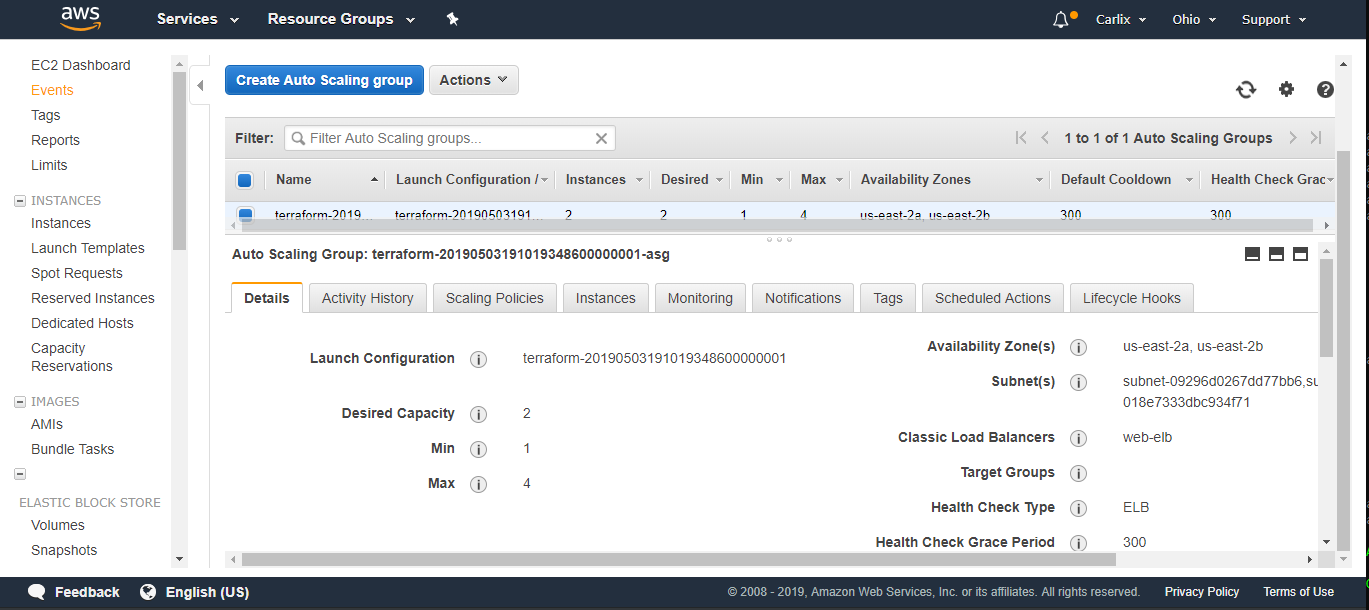 aws
Services
Resource Groups
Carlix
Ohio
Support
EC2 Dashboard
Events
Tags
Reports
Limits
INSTANCES
Instances
Launch Templates
Spot Requests
Reserved Instances
Dedicated Hosts
Capacity
Reservations
IMAGES
AMIs
Bundle Tasks
ELASTIC BLOCK STORE
Volumes
Snapshots
Create Auto Scaling group
Actions
Filter:
Filter Auto Scaling groups...
1 to 1 of 1 Auto Scaling Groups
Name
Launch Configuration /
Instances
Desired
Min
Max
Availability Zones
Default Cooldown
Health Check Grac
terraform-2019...
terraform-20190503191...
2
2
1
4
us-east-2a, us-east-2b
300
300
Auto Scaling Group: terraform-20190503191019348600000001-asg
Details
Activity History
Scaling Policies
Instances
Monitoring
Notifications
Tags
Scheduled Actions
Lifecycle Hooks
Launch Configuration
terraform-20190503191019348600000001
Desired Capacity
2
Min
1
Max
4
Availability Zone(s)
us-east-2a, us-east-2b
Subnet(s)
subnet-09296d0267dd77bb6,su
018e7333dbc934f71
Classic Load Balancers
web-elb
Target Groups
Health Check Type
ELB
Health Check Grace Period
300
Feedback
English (US)
© 2008 - 2019, Amazon Web Services, Inc. or its affiliates. All rights reserved.
Privacy Policy
Terms of Use